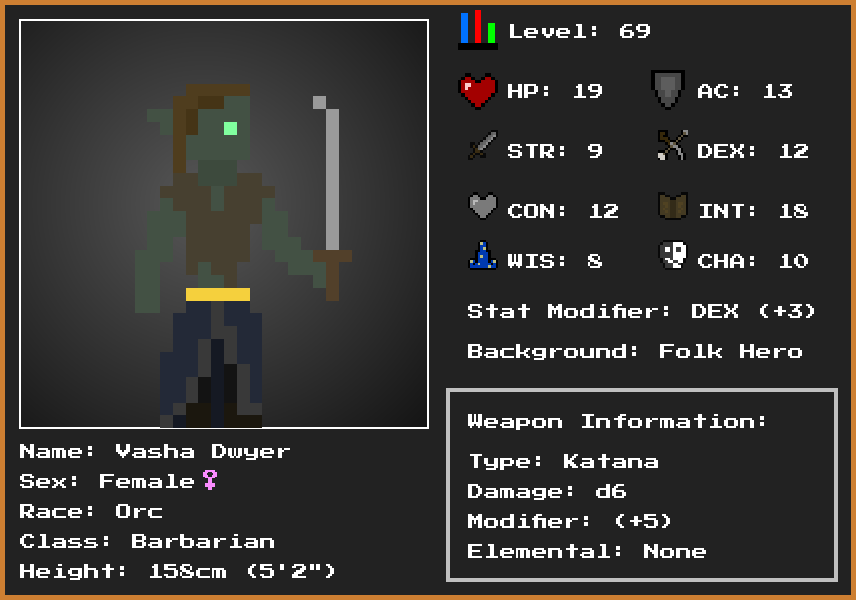 Level: 69
HP: 19 AC: 13
STR: 9 DEX: 12
CON: 12 INT: 18
WIS: 8 CHA: 10
Stat Modifier: DEX (+3)
Background: Folk Hero
Weapon Information:
Type: Katana
Damage: d6
Modifier: (+5)
Elemental: None
Name: Vasha Dwyer
Sex: Female♀
Race: Orc
Class: Barbarian
Height: 158cm (5'2")